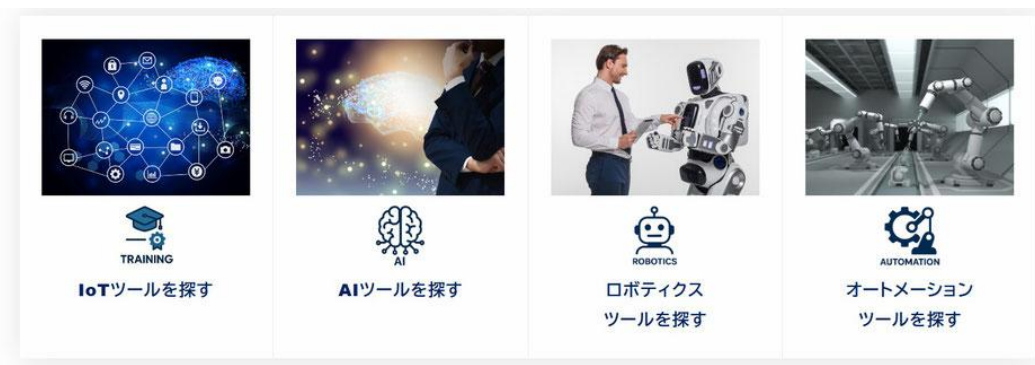 TRAINING
IoTツールを探す
AI
AIツールを探す
ROBOTICS
ロボティクス
ツールを探す
AUTOMATION
オートメーション
ツールを探す